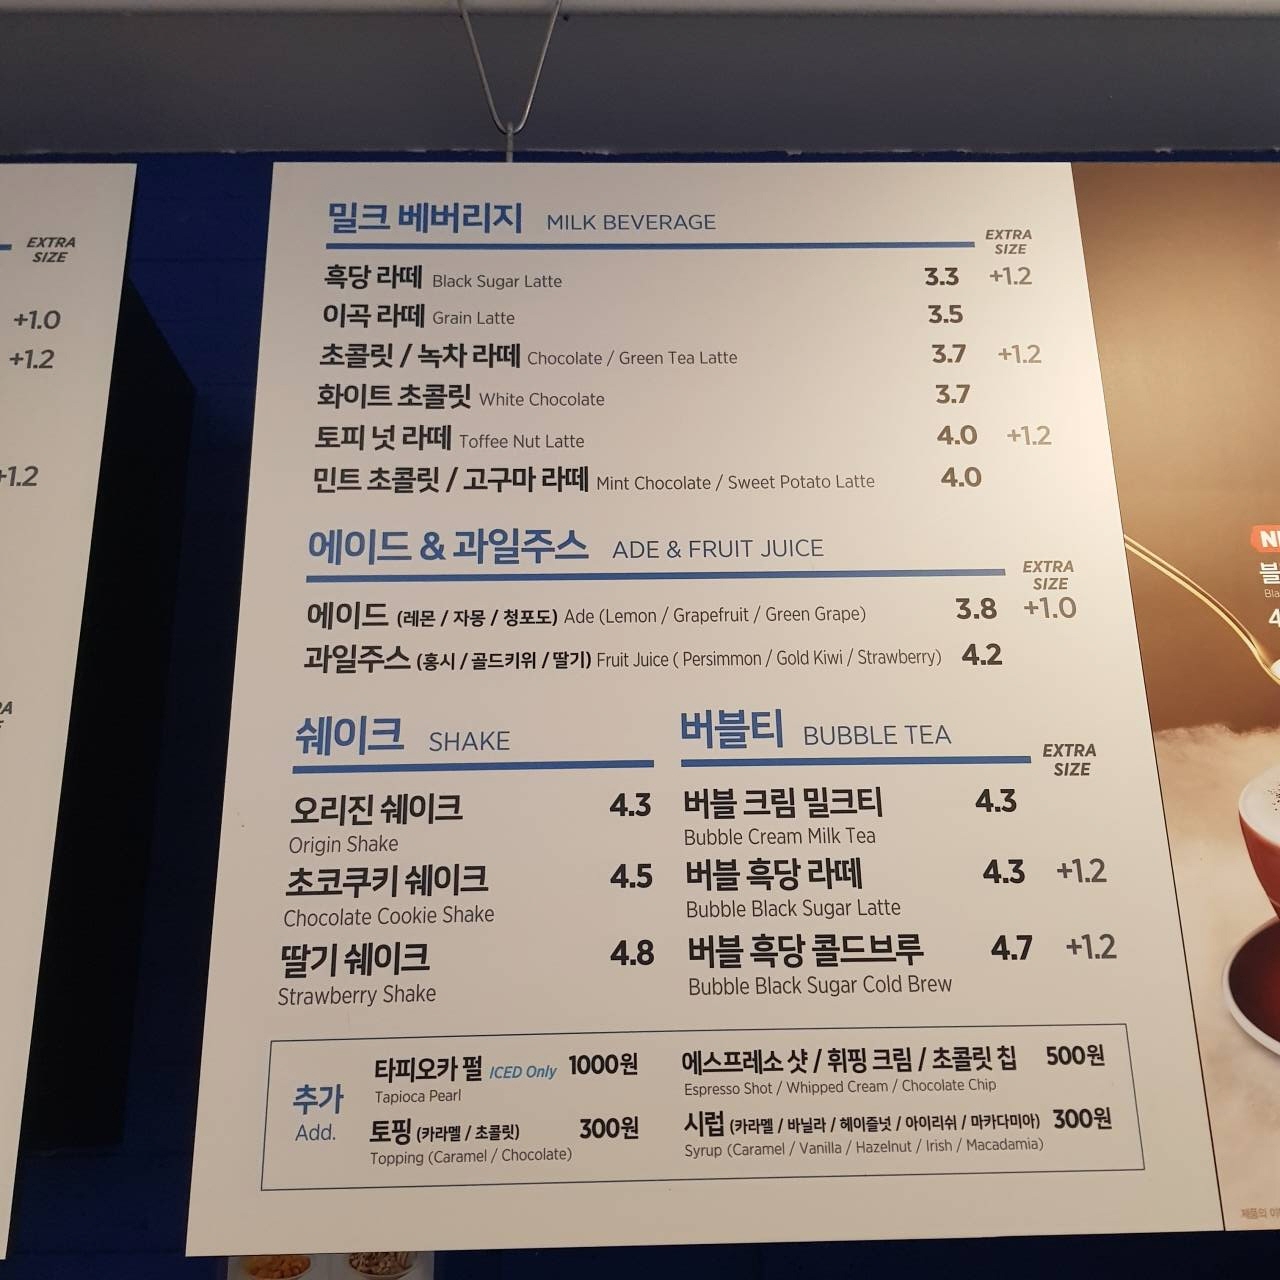 EXTRA
SIZE
+1.0
+1.2
+1.2
밀크 베버리지 MILK BEVERAGE
EXTRA
SIZE
흑당 라떼 Black Sugar Latte 3.3 +1.2
이곡 라떼 Grain Latte 3.5
초콜릿 / 녹차 라떼 Chocolate / Green Tea Latte 3.7 +1.2
화이트 초콜릿 White Chocolate 3.7
토피 넛 라떼 Toffee Nut Latte 4.0 +1.2
민트 초콜릿 / 고구마 라떼 Mint Chocolate / Sweet Potato Latte 4.0
에이드 & 과일주스 ADE & FRUIT JUICE
EXTRA
SIZE
에이드 (레몬 / 자몽 / 청포도) Ade (Lemon / Grapefruit / Green Grape) 3.8 +1.0
과일주스 (홍시 / 골드키위 / 딸기) Fruit Juice ( Persimmon / Gold Kiwi / Strawberry) 4.2
쉐이크 SHAKE
오리진 쉐이크 4.3
Origin Shake
초코쿠키 쉐이크 4.5
Chocolate Cookie Shake
딸기 쉐이크 4.8
Strawberry Shake
버블티 BUBBLE TEA
EXTRA
SIZE
버블 크림 밀크티 4.3
Bubble Cream Milk Tea
버블 흑당 라떼 4.3 +1.2
Bubble Black Sugar Latte
버블 흑당 콜드브루 4.7 +1.2
Bubble Black Sugar Cold Brew
추가
Add.
타피오카 펄 ICED Only 1000원
Tapioca Pearl
토핑 (카라멜 / 초콜릿) 300원
Topping (Caramel / Chocolate)
에스프레소 샷 / 휘핑 크림 / 초콜릿 칩 500원
Espresso Shot / Whipped Cream / Chocolate Chip
시럽 (카라멜 / 바닐라 / 헤이즐넛 / 아이리쉬 / 마카다미아) 300원
Syrup (Caramel / Vanilla / Hazelnut / Irish / Macadamia)